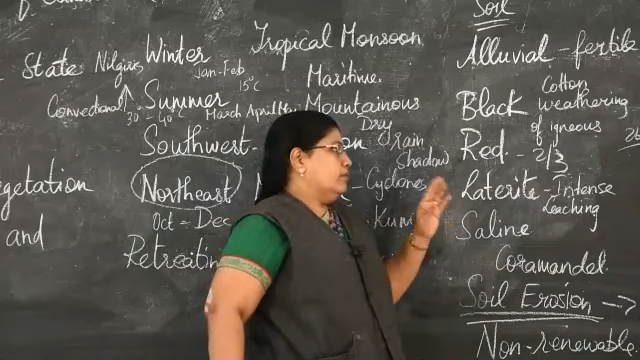 Soil
Tropical Monsoon
State Nilgiris Winter
Jan-Feb
15°C
Maritime
Convectional Summer
30-40°C March April
Mountainous
Southwest
Dry
rain
Shadow
vegetation
Northeast
- Cyclones
and
Oct - Dec
Retreatin
Alluvial - fertile
Black Cotton
weathering
of igneous
Red - 2/3
Laterite - Intense
Leaching
Saline
Coramandel
Soil Erosion →
Non-renewable